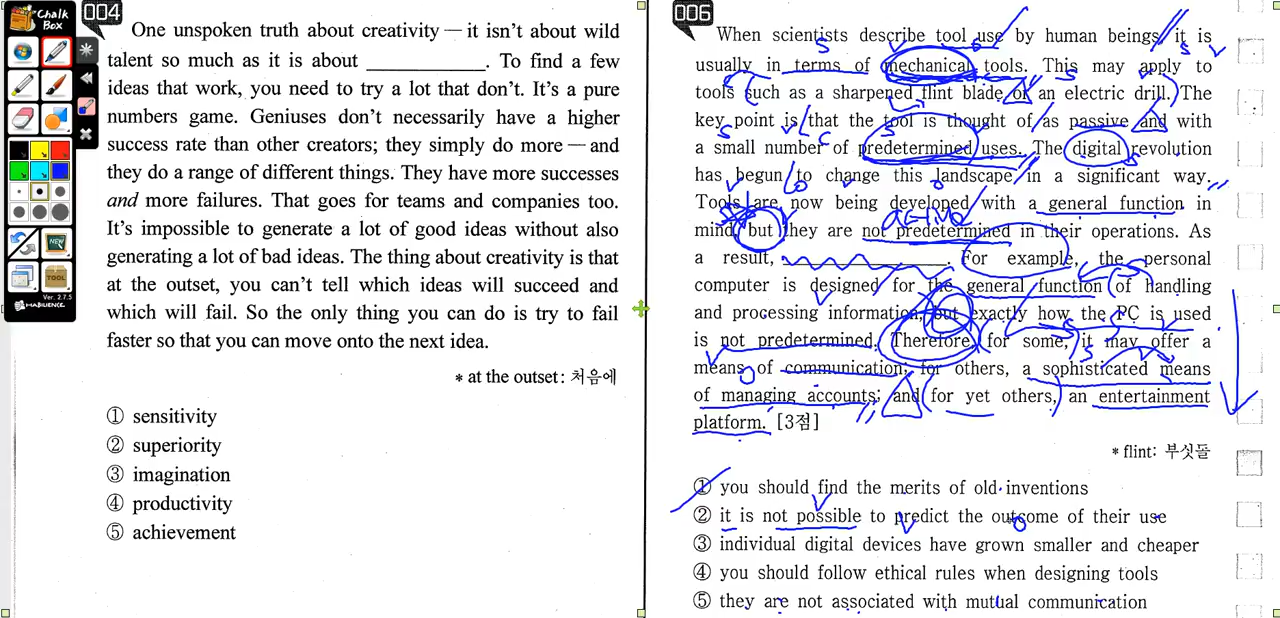 Chalk
Box
NEW
TOOL
Ver. 2.7.5
MABILIENCE
004
One unspoken truth about creativity — it isn't about wild
talent so much as it is about ____________. To find a few
ideas that work, you need to try a lot that don't. It's a pure
numbers game. Geniuses don't necessarily have a higher
success rate than other creators; they simply do more — and
they do a range of different things. They have more successes
and more failures. That goes for teams and companies too.
It's impossible to generate a lot of good ideas without also
generating a lot of bad ideas. The thing about creativity is that
at the outset, you can't tell which ideas will succeed and
which will fail. So the only thing you can do is try to fail
faster so that you can move onto the next idea.
* at the outset: 처음에
① sensitivity
② superiority
③ imagination
④ productivity
⑤ achievement
006
When scientists describe tool use by human beings, it is
usually in terms of mechanical tools. This may apply to
tools such as a sharpened flint blade or an electric drill. The
key point is that the tool is thought of as passive and with
a small number of predetermined uses. The digital revolution
has begun to change this landscape in a significant way.
Tools are now being developed with a general function in
mind, but they are not predetermined in their operations. As
a result, ____________. For example, the personal
computer is designed for the general function of handling
and processing information, but exactly how the PC is used
is not predetermined. Therefore, for some, it may offer a
means of communication; for others, a sophisticated means
of managing accounts; and for yet others, an entertainment
platform. [3점]
* flint: 부싯돌
① you should find the merits of old inventions
② it is not possible to predict the outcome of their use
③ individual digital devices have grown smaller and cheaper
④ you should follow ethical rules when designing tools
⑤ they are not associated with mutual communication